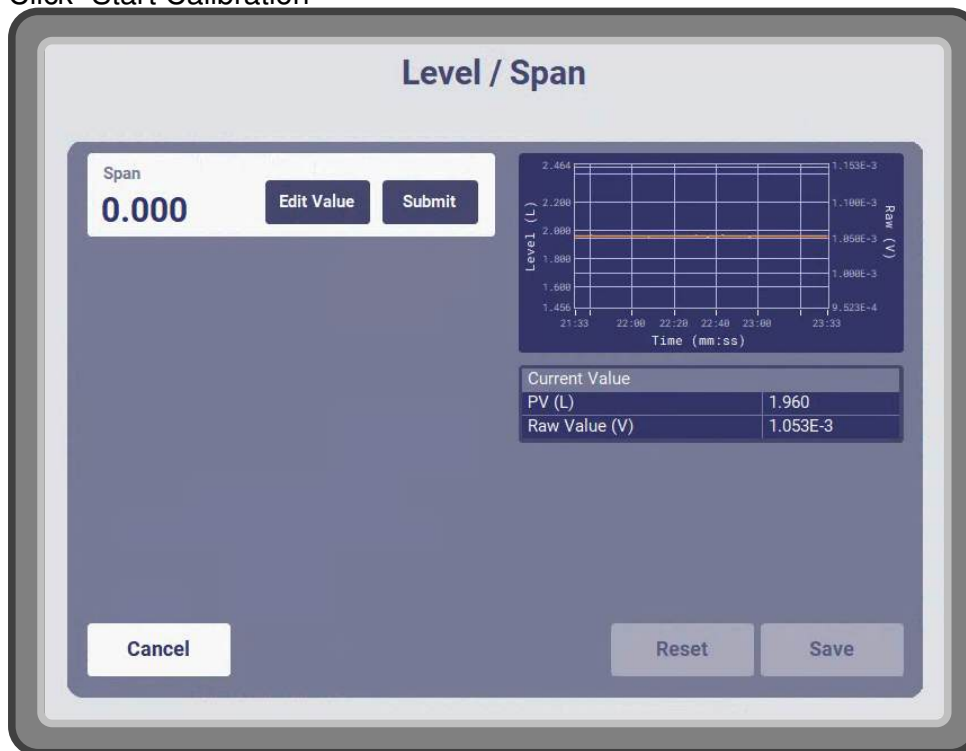 Click "Start Calibration"
Level / Span
Span
0.000
Edit Value
Submit
2.464
2.200
2.000
1.800
1.600
1.456
Level (L)
1.153E-3
1.100E-3
1.050E-3
1.000E-3
9.523E-4
Raw (V)
21:33 22:00 22:20 22:40 23:00 23:33
Time (mm:ss)
Current Value
PV (L) 1.960
Raw Value (V) 1.053E-3
Cancel
Reset
Save